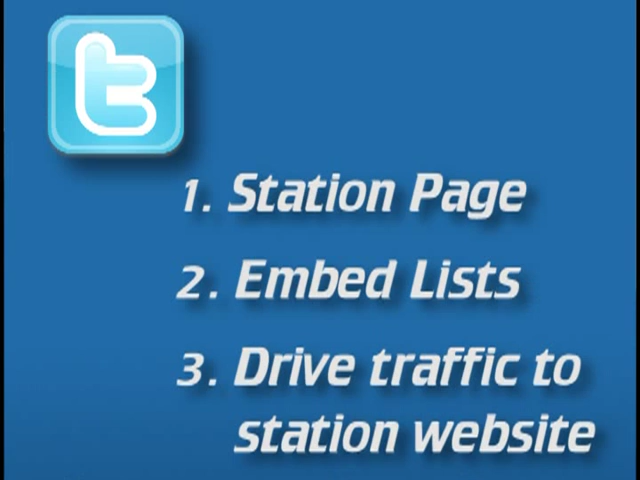 t
1. Station Page
2. Embed Lists
3. Drive traffic to
station website